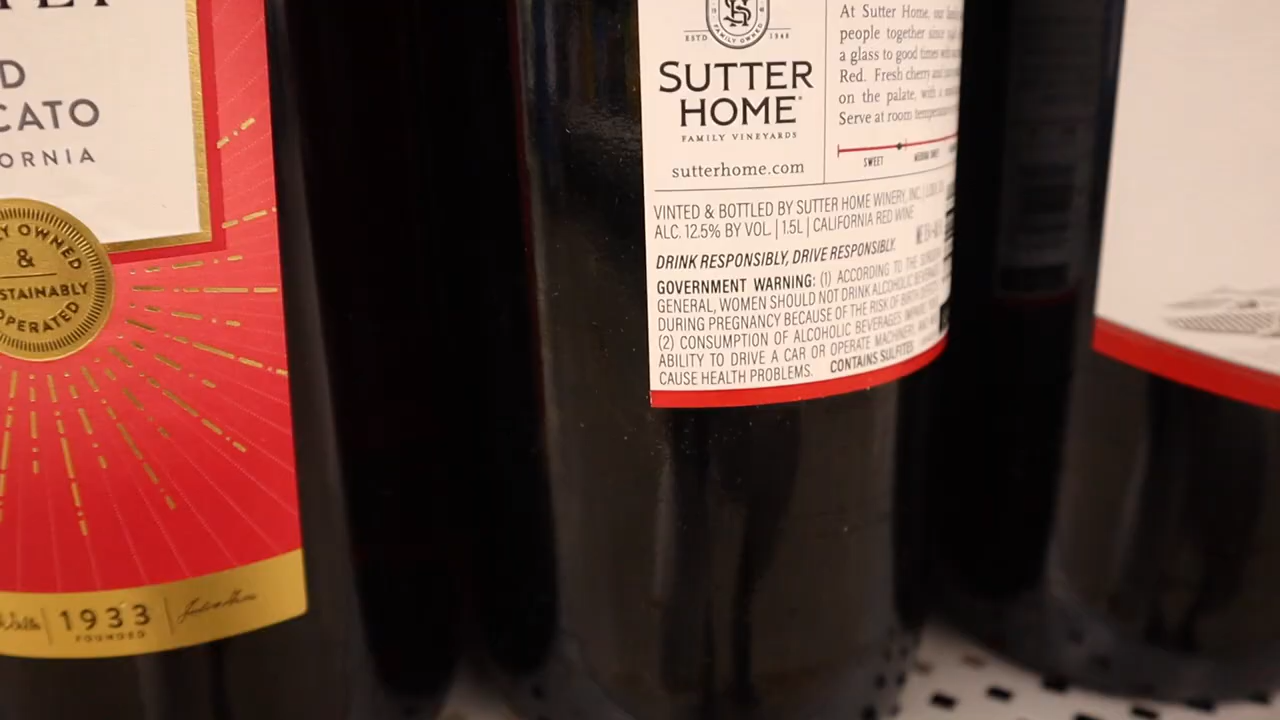 D
CATO
ORNIA
Y OWNED
&
STAINABLY
OPERATED
1933
FOUNDED
FAMILY OWNED
ESTD 1948
SUTTER
HOME
FAMILY VINEYARDS
sutterhome.com
At Sutter Home, our
people together since
a glass to good times with
Red. Fresh cherry and
on the palate, with a
Serve at room temperature
SWEET
VINTED & BOTTLED BY SUTTER HOME WINERY, INC.
ALC. 12.5% BY VOL. | 1.5L | CALIFORNIA RED WINE
DRINK RESPONSIBLY, DRIVE RESPONSIBLY.
GOVERNMENT WARNING: (1) ACCORDING TO THE
GENERAL, WOMEN SHOULD NOT DRINK ALCOHOLIC
DURING PREGNANCY BECAUSE OF THE RISK OF BIRTH
(2) CONSUMPTION OF ALCOHOLIC BEVERAGES
ABILITY TO DRIVE A CAR OR OPERATE MACHINERY,
CAUSE HEALTH PROBLEMS. CONTAINS SULFITES